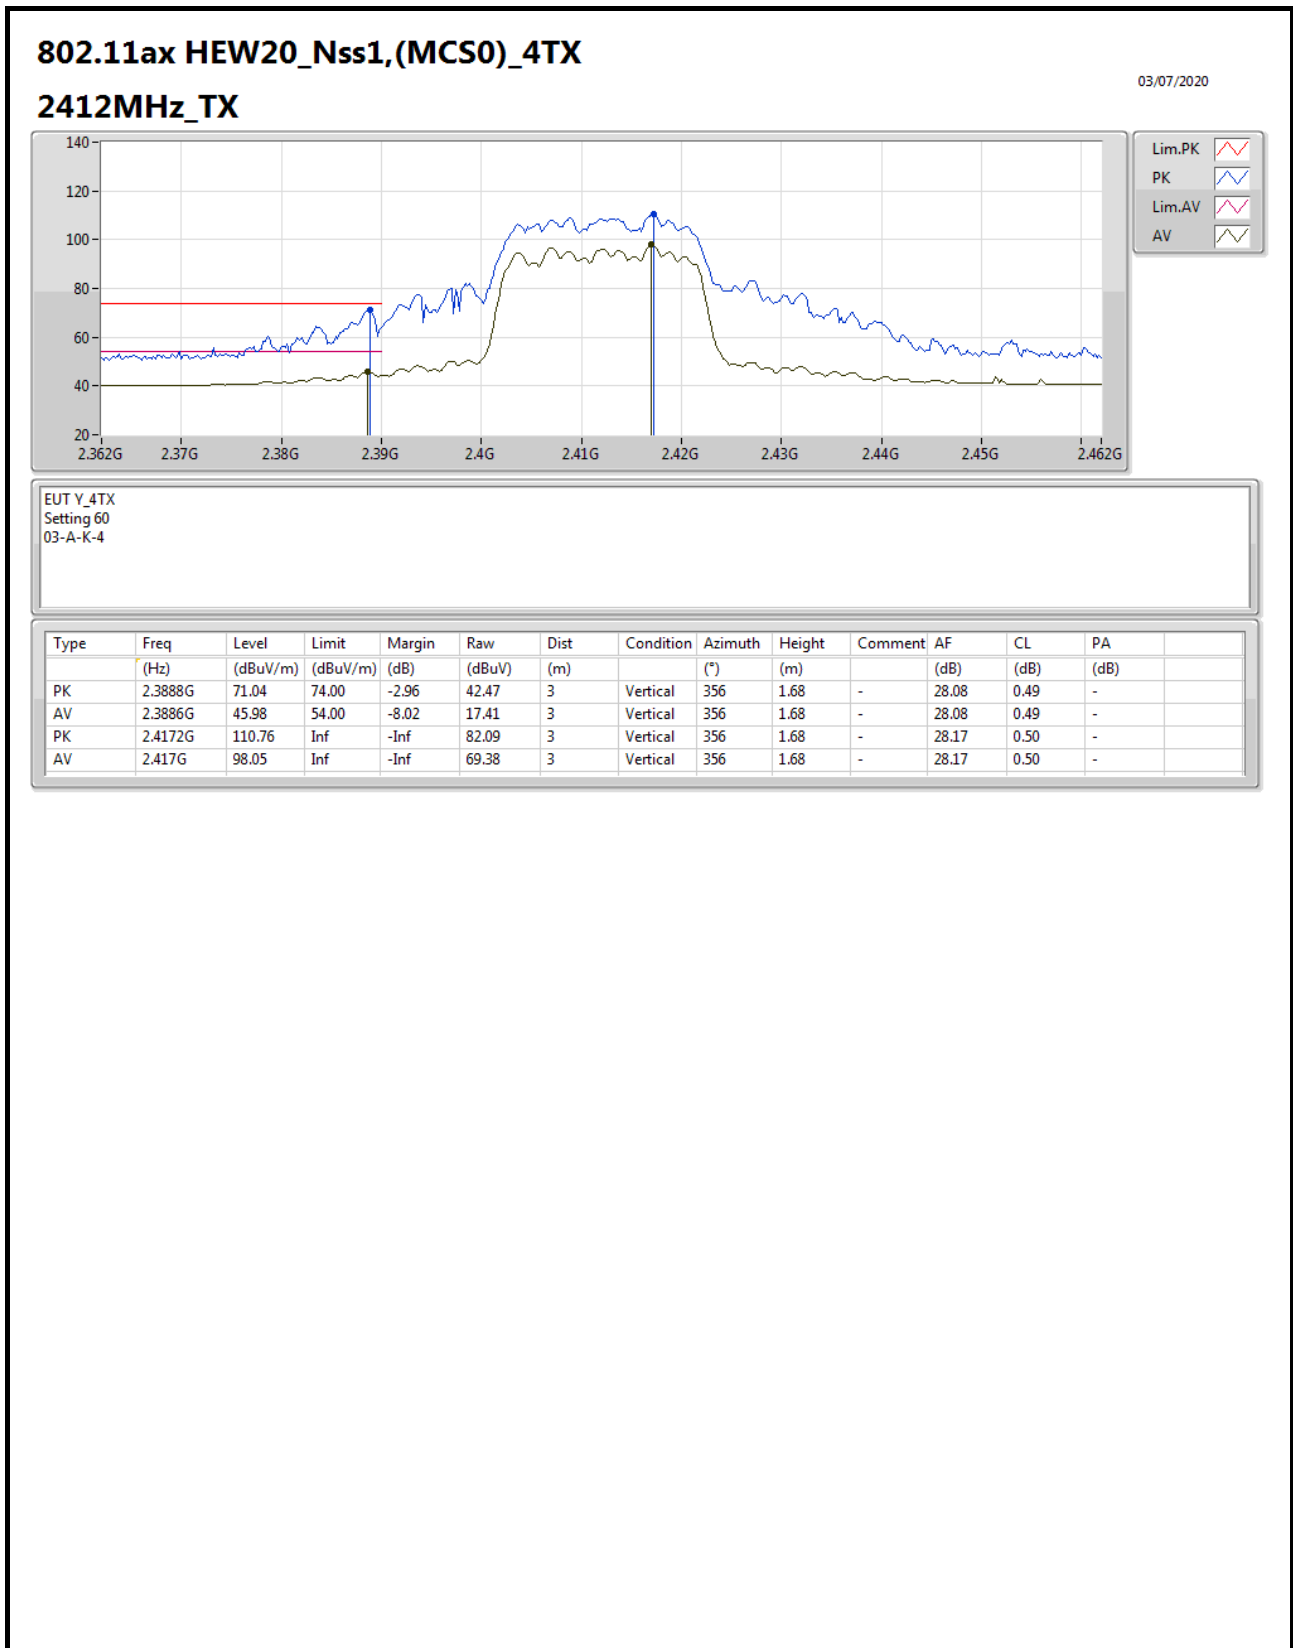 802.11ax HEW20_Nss1,(MCS0)_4TX
03/07/2020
2412MHz_TX
140
120
100
80
60
40
20
2.362G 2.37G 2.38G 2.39G 2.4G 2.41G 2.42G 2.43G 2.44G 2.45G 2.462G
Lim.PK
PK
Lim.AV
AV
EUT Y_4TX
Setting 60
03-A-K-4
Type Freq Level Limit Margin Raw Dist Condition Azimuth Height Comment AF CL PA
(Hz) (dBuV/m) (dBuV/m) (dB) (dBuV) (m) (°) (m) (dB) (dB) (dB)
PK 2.3888G 71.04 74.00 -2.96 42.47 3 Vertical 356 1.68 - 28.08 0.49 -
AV 2.3886G 45.98 54.00 -8.02 17.41 3 Vertical 356 1.68 - 28.08 0.49 -
PK 2.4172G 110.76 Inf -Inf 82.09 3 Vertical 356 1.68 - 28.17 0.50 -
AV 2.417G 98.05 Inf -Inf 69.38 3 Vertical 356 1.68 - 28.17 0.50 -